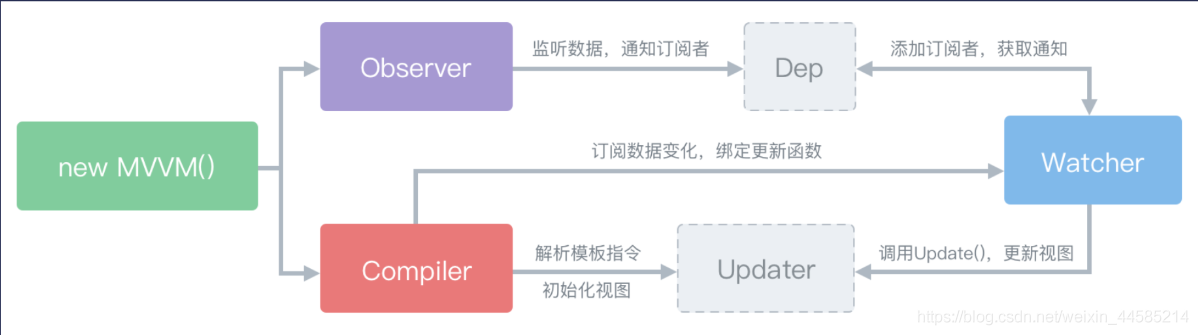 Observer
监听数据，通知订阅者
Dep
添加订阅者，获取通知
new MVVM()
订阅数据变化，绑定更新函数
Watcher
Compiler
解析模板指令
初始化视图
Updater
调用Update()，更新视图
https://blog.csdn.net/weixin_44585214